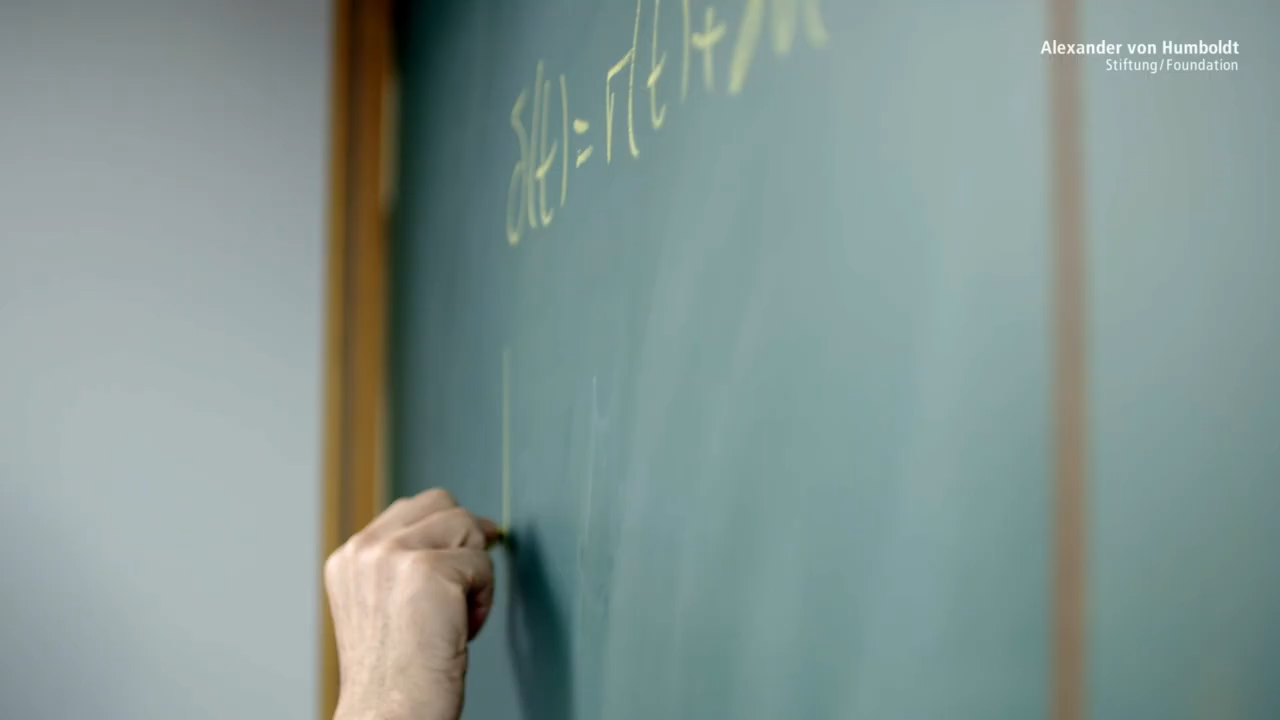 Alexander von Humboldt
Stiftung/Foundation
δ(t)=r(t)+